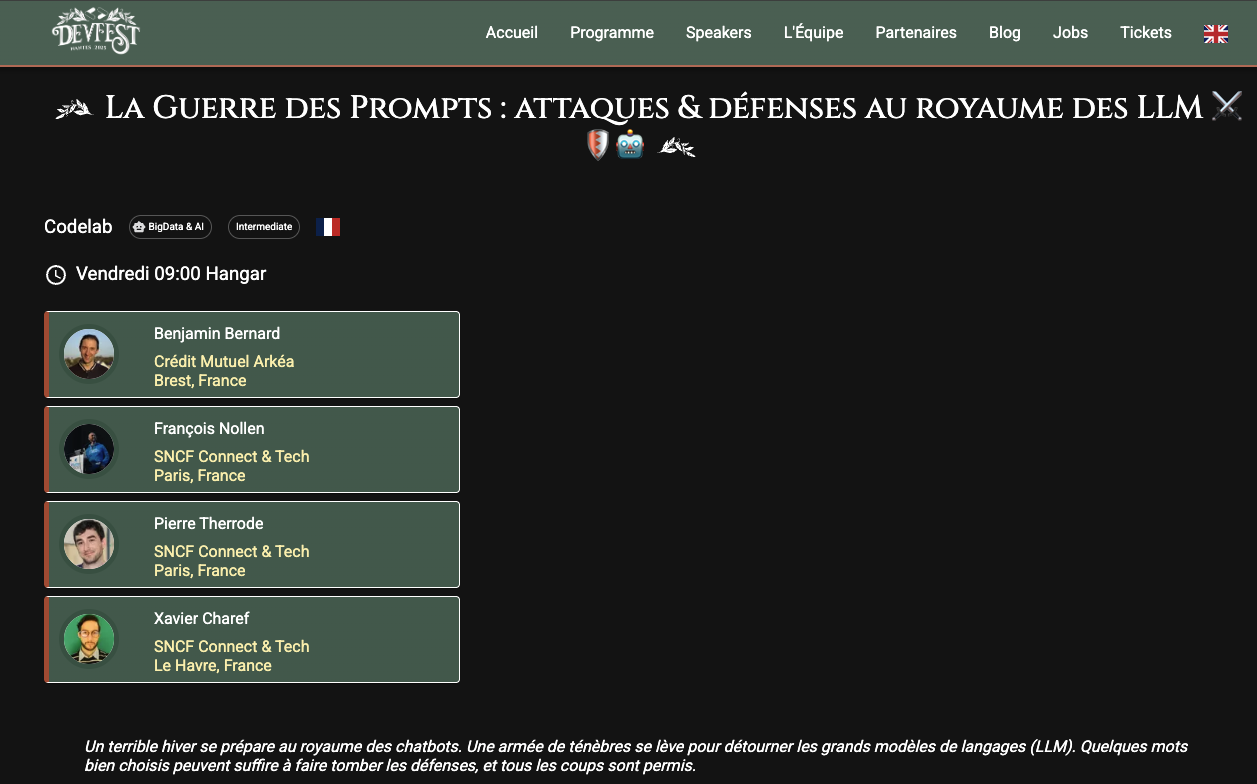 DEVFEST
NANTES 2025
Accueil Programme Speakers L'Équipe Partenaires Blog Jobs Tickets
La Guerre des Prompts : attaques & défenses au royaume des LLM ⚔️
🛡️🤖
Codelab BigData & AI Intermediate
Vendredi 09:00 Hangar
Benjamin Bernard
Crédit Mutuel Arkéa
Brest, France
François Nollen
SNCF Connect & Tech
Paris, France
Pierre Therrode
SNCF Connect & Tech
Paris, France
Xavier Charef
SNCF Connect & Tech
Le Havre, France
Un terrible hiver se prépare au royaume des chatbots. Une armée de ténèbres se lève pour détourner les grands modèles de langages (LLM). Quelques mots
bien choisis peuvent suffire à faire tomber les défenses, et tous les coups sont permis.